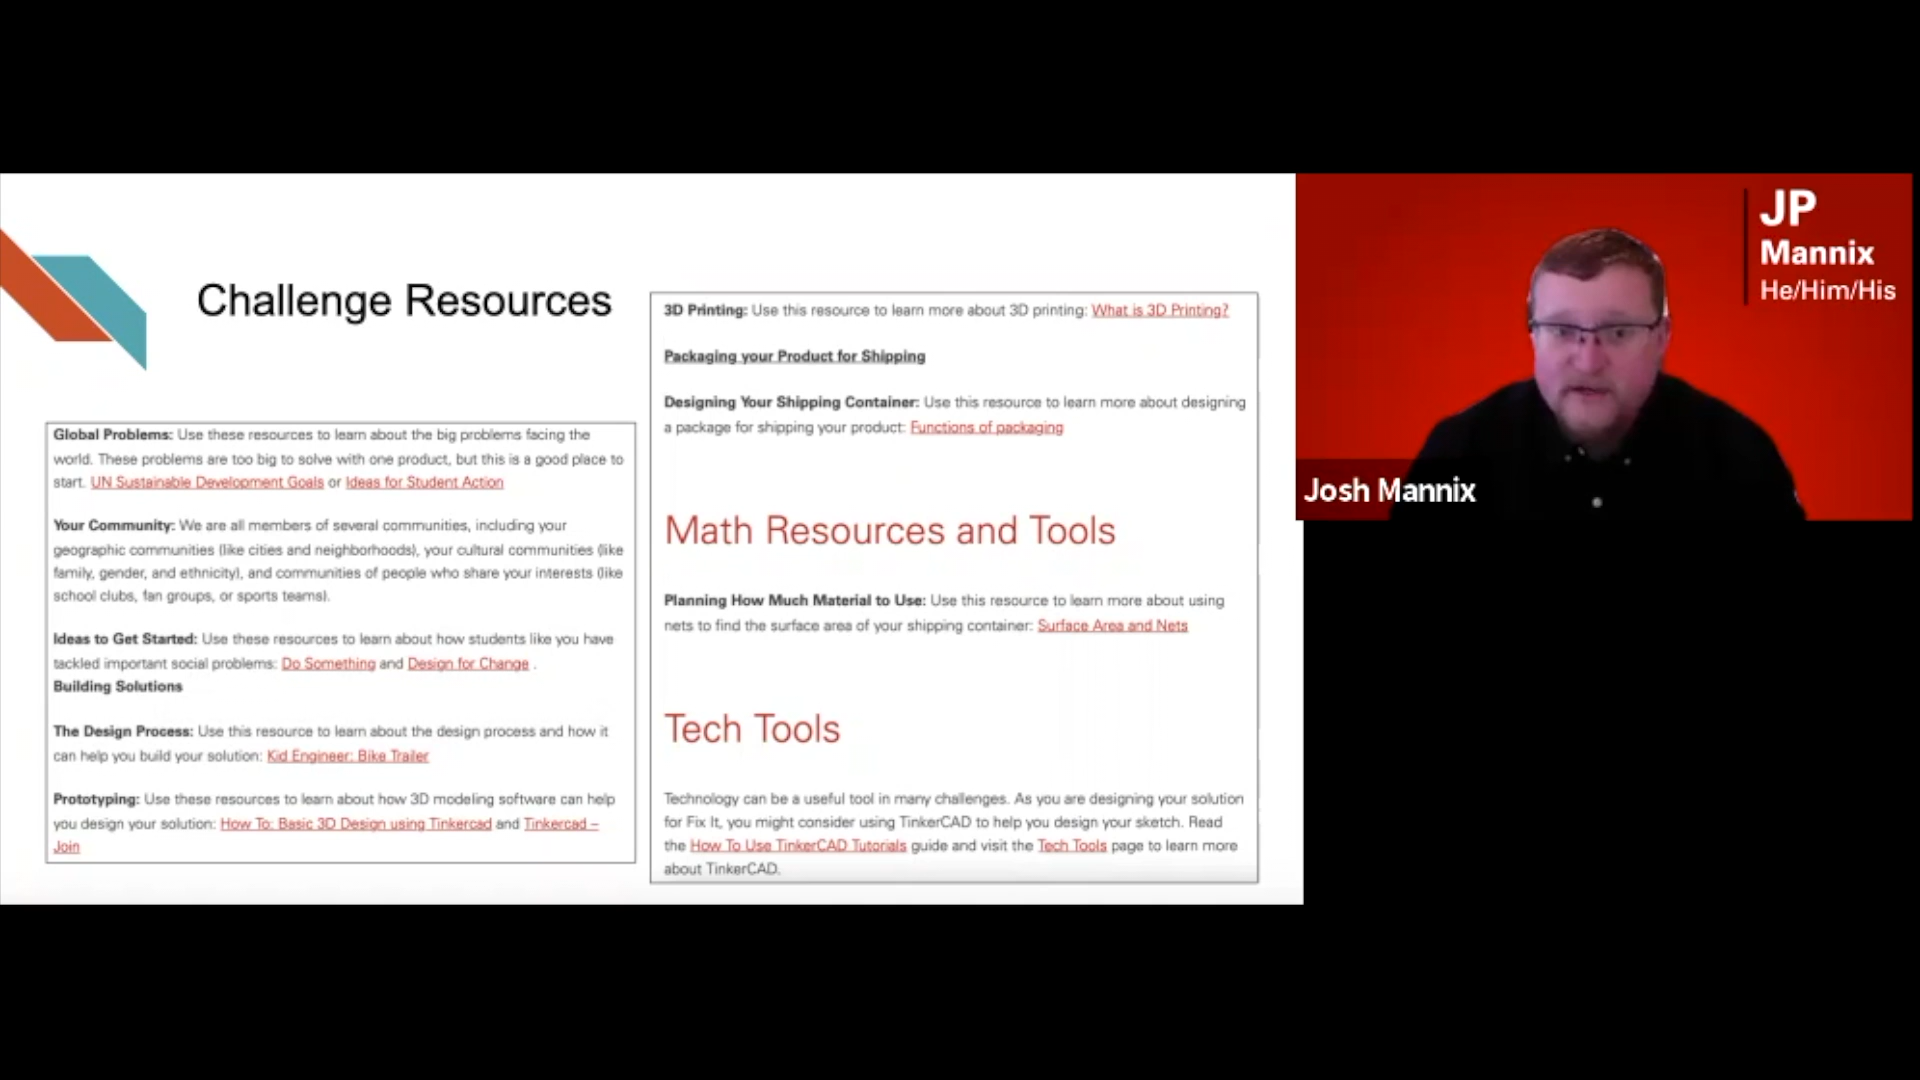 Challenge Resources
Global Problems: Use these resources to learn about the big problems facing the
world. These problems are too big to solve with one product, but this is a good place to
start. UN Sustainable Development Goals or Ideas for Student Action
Your Community: We are all members of several communities, including your
geographic communities (like cities and neighborhoods), your cultural communities (like
family, gender, and ethnicity), and communities of people who share your interests (like
school clubs, fan groups, or sports teams).
Ideas to Get Started: Use these resources to learn about how students like you have
tackled important social problems: Do Something and Design for Change .
Building Solutions
The Design Process: Use this resource to learn about the design process and how it
can help you build your solution: Kid Engineer: Bike Trailer
Prototyping: Use these resources to learn about how 3D modeling software can help
you design your solution: How To: Basic 3D Design using Tinkercad and Tinkercad –
Join
3D Printing: Use this resource to learn more about 3D printing: What is 3D Printing?
Packaging your Product for Shipping
Designing Your Shipping Container: Use this resource to learn more about designing
a package for shipping your product: Functions of packaging
Math Resources and Tools
Planning How Much Material to Use: Use this resource to learn more about using
nets to find the surface area of your shipping container: Surface Area and Nets
Tech Tools
Technology can be a useful tool in many challenges. As you are designing your solution
for Fix It, you might consider using TinkerCAD to help you design your sketch. Read
the How To Use TinkerCAD Tutorials guide and visit the Tech Tools page to learn more
about TinkerCAD.
JP
Mannix
He/Him/His
Josh Mannix